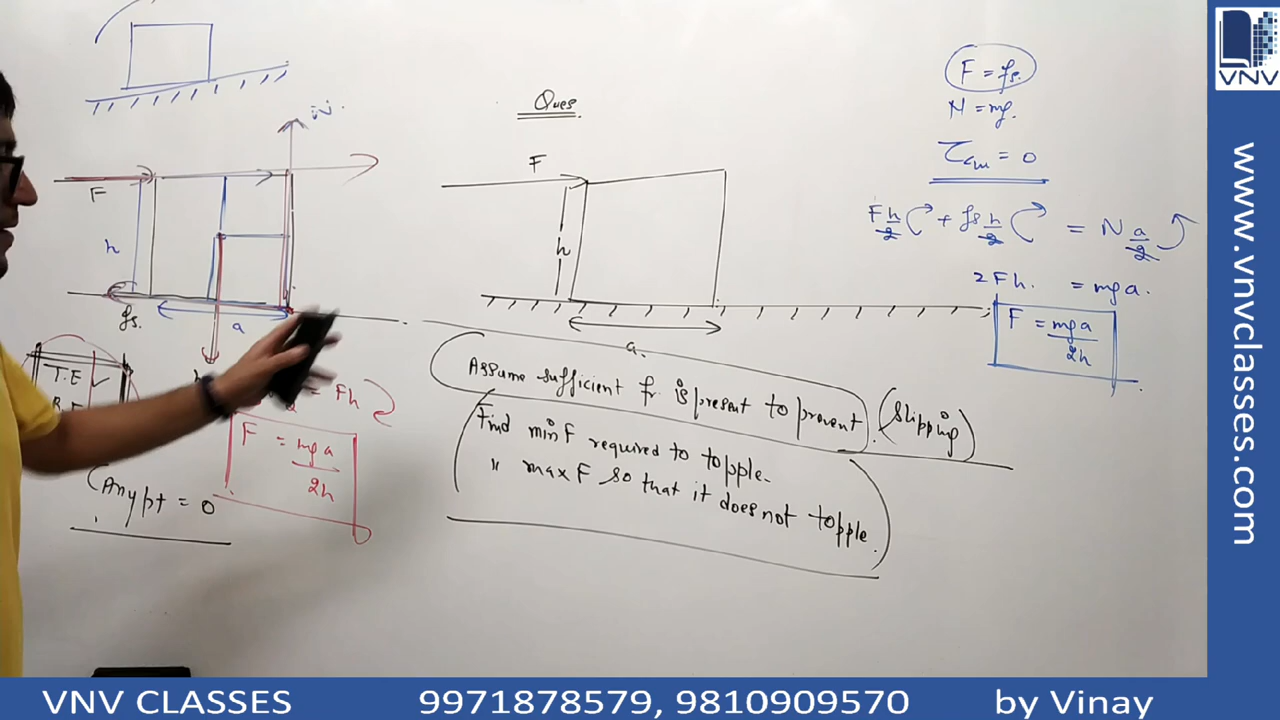 N
F
h
fs.
a
T.E
= Fh
2
F = mga
2h
(Any pt = 0
Ques
F
h
a.
Assume sufficient fr is present to prevent (slipping)
Find min F required to topple.
" max F so that it does not topple.
F = fs.
N = mg.
τcm = 0
F h/2 + fs h/2 = N a/2
2Fh. = mga.
F = mga
2h
VNV
www.vnvclasses.com
VNV CLASSES 9971878579, 9810909570 by Vinay